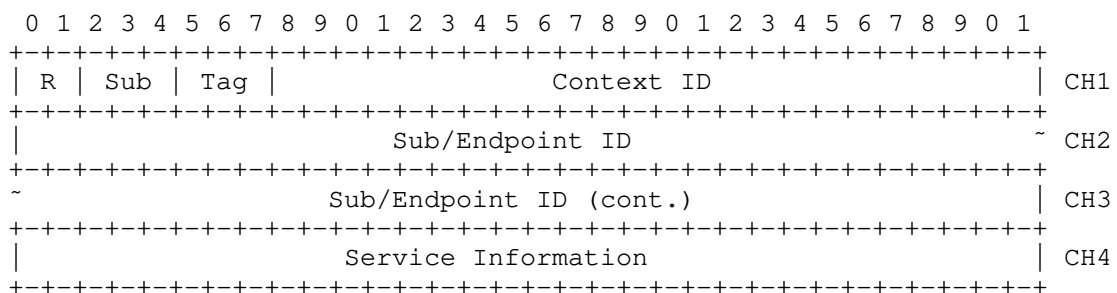 0 1 2 3 4 5 6 7 8 9 0 1 2 3 4 5 6 7 8 9 0 1 2 3 4 5 6 7 8 9 0 1
+-+-+-+-+-+-+-+-+-+-+-+-+-+-+-+-+-+-+-+-+-+-+-+-+-+-+-+-+-+-+-+-+
| R | Sub | Tag |                 Context ID                    | CH1
+-+-+-+-+-+-+-+-+-+-+-+-+-+-+-+-+-+-+-+-+-+-+-+-+-+-+-+-+-+-+-+-+
|                       Sub/Endpoint ID                         ~ CH2
+-+-+-+-+-+-+-+-+-+-+-+-+-+-+-+-+-+-+-+-+-+-+-+-+-+-+-+-+-+-+-+-+
~                   Sub/Endpoint ID (cont.)                     | CH3
+-+-+-+-+-+-+-+-+-+-+-+-+-+-+-+-+-+-+-+-+-+-+-+-+-+-+-+-+-+-+-+-+
|                    Service Information                        | CH4
+-+-+-+-+-+-+-+-+-+-+-+-+-+-+-+-+-+-+-+-+-+-+-+-+-+-+-+-+-+-+-+-+